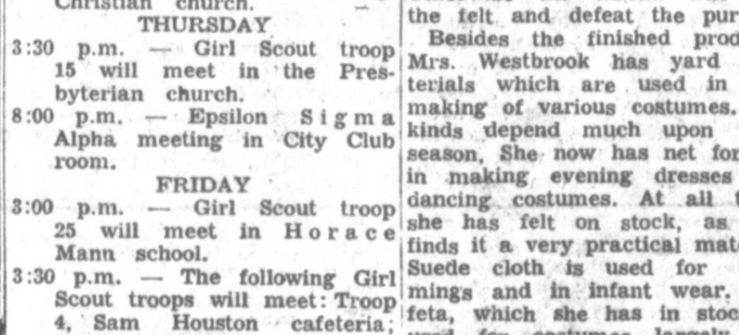 Christian church.
THURSDAY
3:30 p.m. — Girl Scout troop
15 will meet in the Pres-
byterian church.
8:00 p.m. — Epsilon Sigma
Alpha meeting in City Club
room.
FRIDAY
3:00 p.m. — Girl Scout troop
25 will meet in Horace
Mann school.
3:30 p.m. — The following Girl
Scout troops will meet: Troop
4, Sam Houston cafeteria;
the felt and defeat the pur
Besides the finished prod
Mrs. Westbrook has yard
terials which are used in
making of various costumes.
kinds depend much upon
season, She now has net for
in making evening dresses
dancing costumes. At all t
she has felt on stock, as
finds it a very practical mate
Suede cloth is used for
mings and in infant wear.
feta, which she has in stoc
used for costumes largely